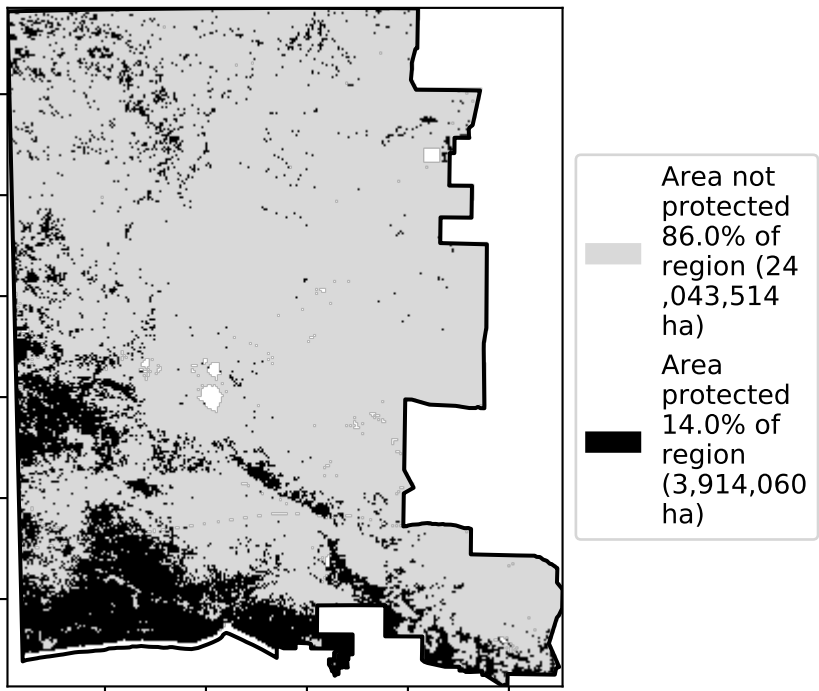 Area not
protected
86.0% of
region (24
,043,514
ha)
Area
protected
14.0% of
region
(3,914,060
ha)